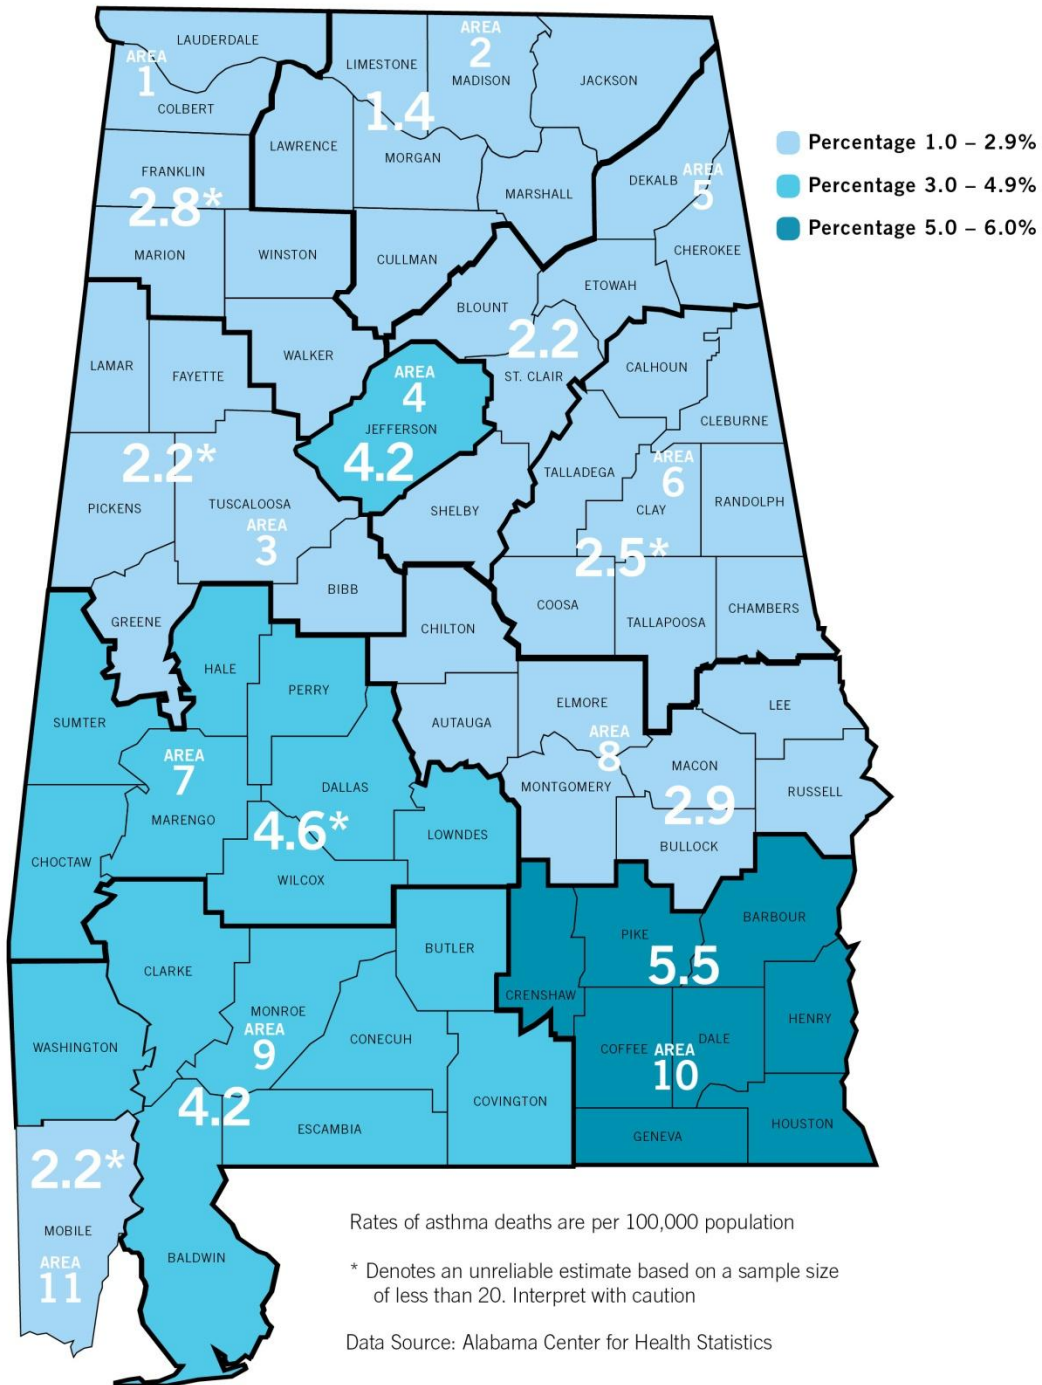 LAUDERDALE
AREA
1
COLBERT
LIMESTONE
AREA
2
MADISON
JACKSON
1.4
LAWRENCE
MORGAN
MARSHALL
FRANKLIN
2.8*
MARION
WINSTON
CULLMAN
DEKALB
AREA
5
CHEROKEE
ETOWAH
BLOUNT
2.2
ST. CLAIR
Percentage 1.0 – 2.9%
Percentage 3.0 – 4.9%
Percentage 5.0 – 6.0%
LAMAR
FAYETTE
WALKER
AREA
4
JEFFERSON
4.2
CALHOUN
CLEBURNE
TALLADEGA
AREA
6
CLAY
RANDOLPH
2.5*
2.2*
PICKENS
TUSCALOOSA
AREA
3
SHELBY
BIBB
GREENE
COOSA
TALLAPOOSA
CHAMBERS
CHILTON
HALE
PERRY
SUMTER
AUTAUGA
ELMORE
AREA
8
LEE
MACON
MONTGOMERY
2.9
RUSSELL
BULLOCK
AREA
7
MARENGO
DALLAS
4.6*
LOWNDES
CHOCTAW
WILCOX
CLARKE
BUTLER
PIKE
BARBOUR
5.5
CRENSHAW
HENRY
COFFEE
AREA
10
DALE
GENEVA
HOUSTON
WASHINGTON
MONROE
AREA
9
CONECUH
4.2
ESCAMBIA
COVINGTON
2.2*
MOBILE
AREA
11
BALDWIN
Rates of asthma deaths are per 100,000 population
* Denotes an unreliable estimate based on a sample size
of less than 20. Interpret with caution
Data Source: Alabama Center for Health Statistics